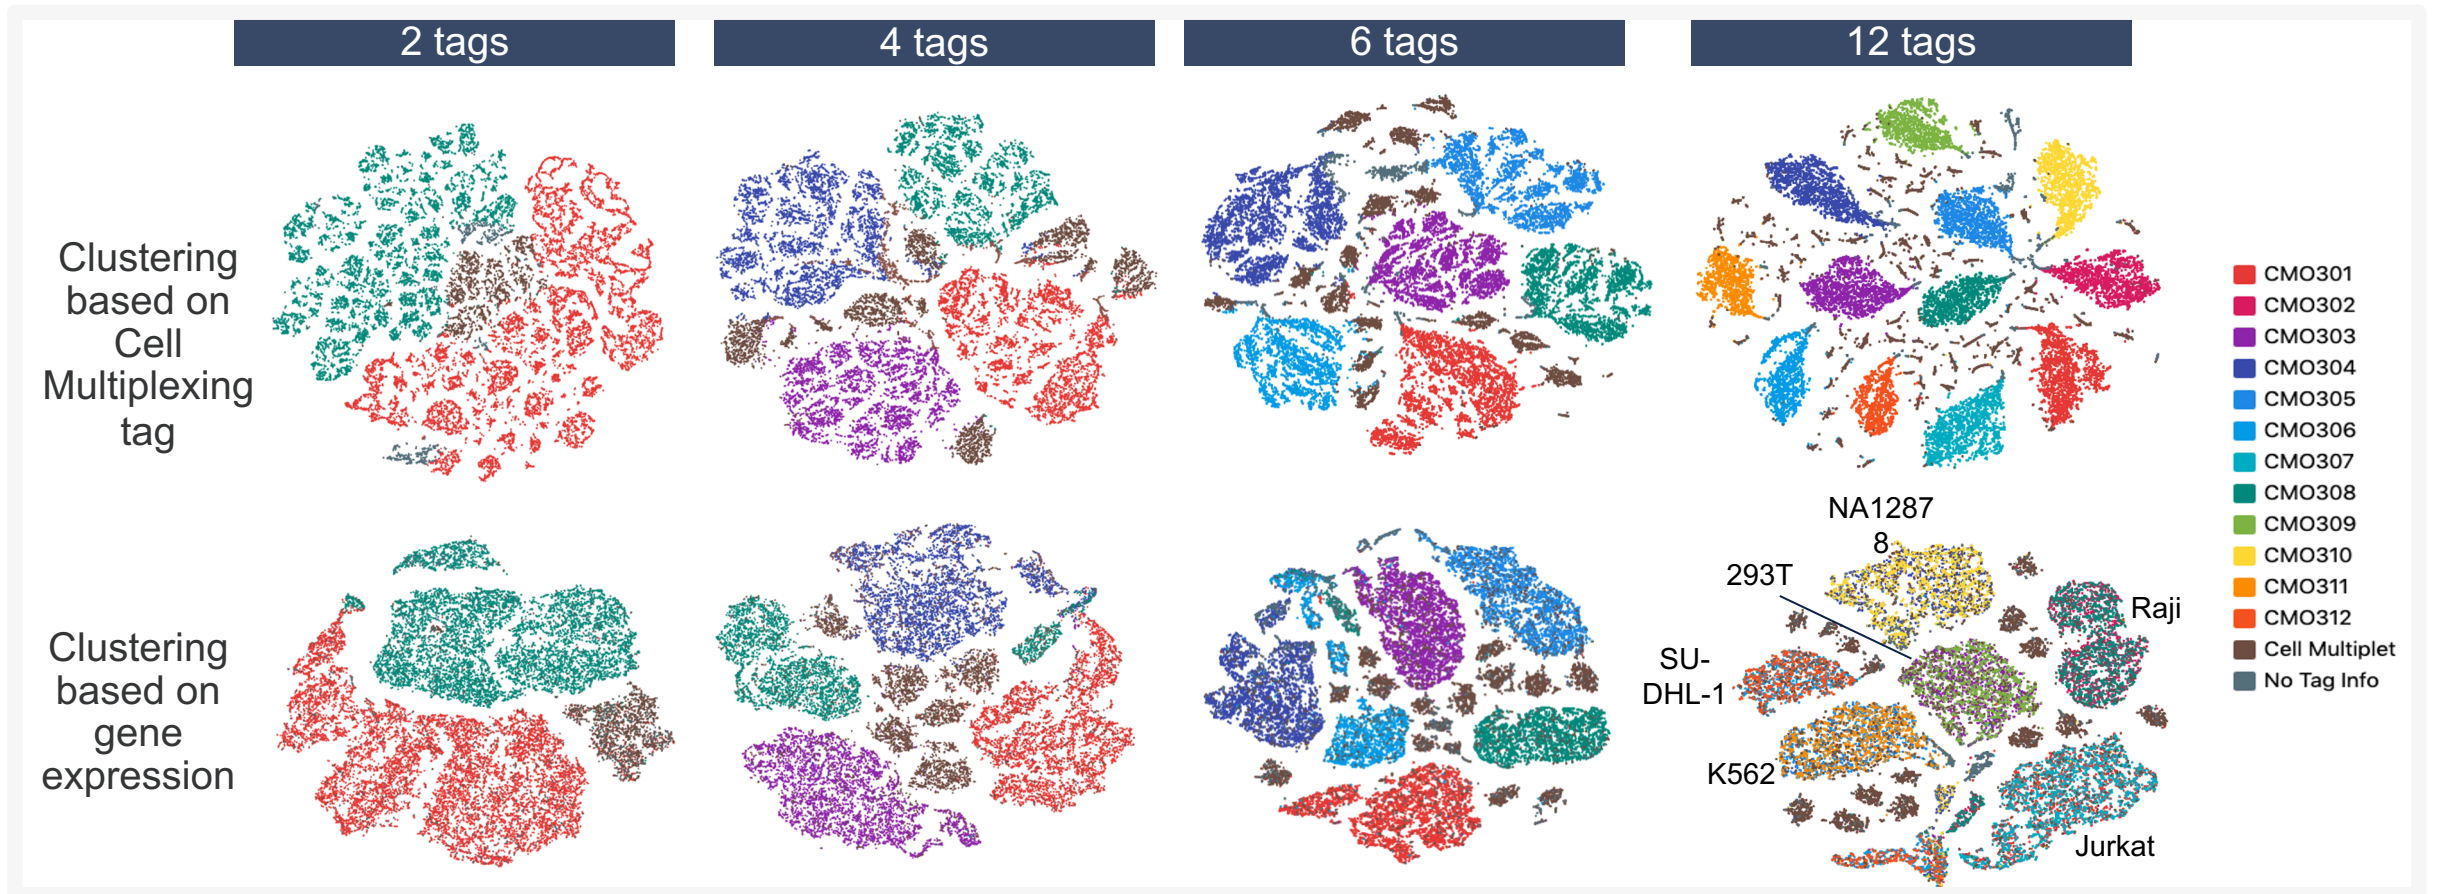 2 tags
4 tags
6 tags
12 tags
Clustering
based on
Cell
Multiplexing
tag
Clustering
based on
gene
expression
NA1287
8
293T
Raji
SU-
DHL-1
K562
Jurkat
CMO301
CMO302
CMO303
CMO304
CMO305
CMO306
CMO307
CMO308
CMO309
CMO310
CMO311
CMO312
Cell Multiplet
No Tag Info